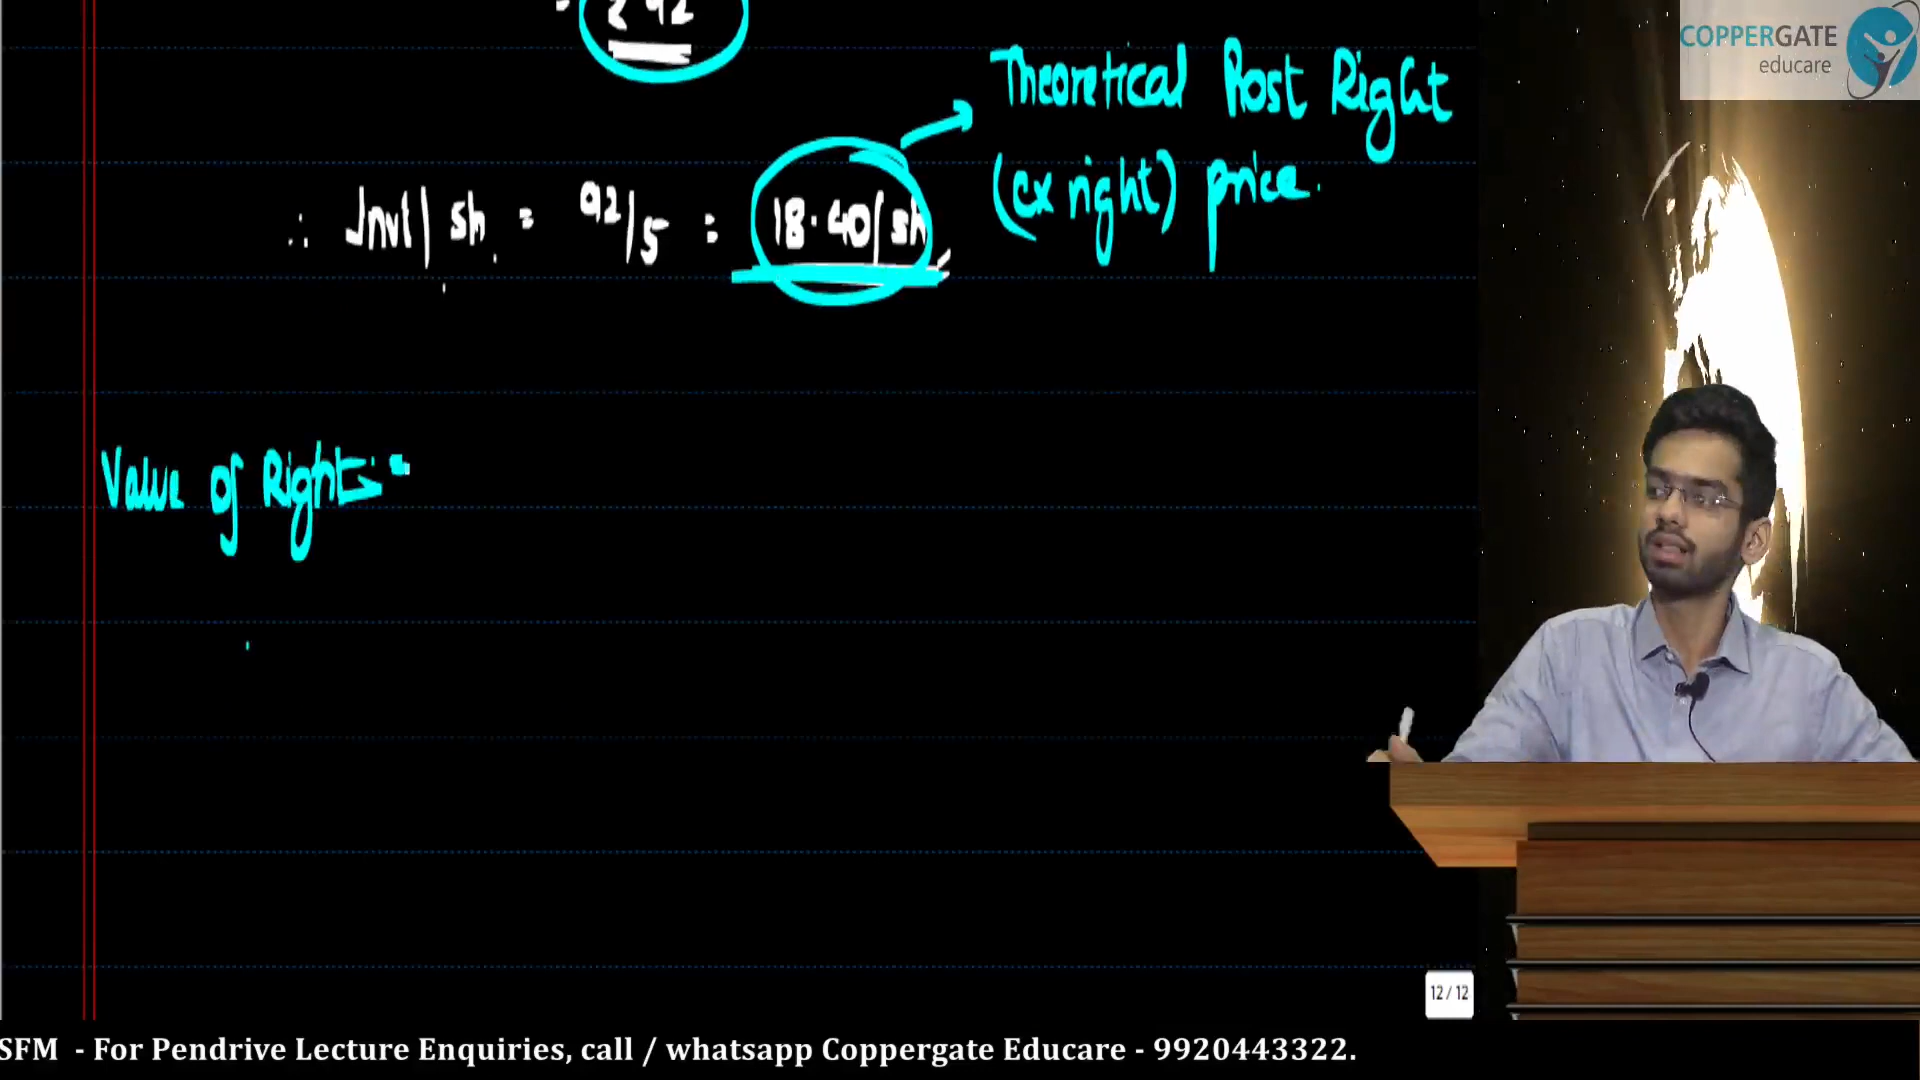 ₹ 92
COPPERGATE
educare
Theoretical Post Right
(ex right) price.
∴ Invt / sh. = 92/5 = 18.40/sh
Value of Rights:-
12 / 12
SFM - For Pendrive Lecture Enquiries, call / whatsapp Coppergate Educare - 9920443322.